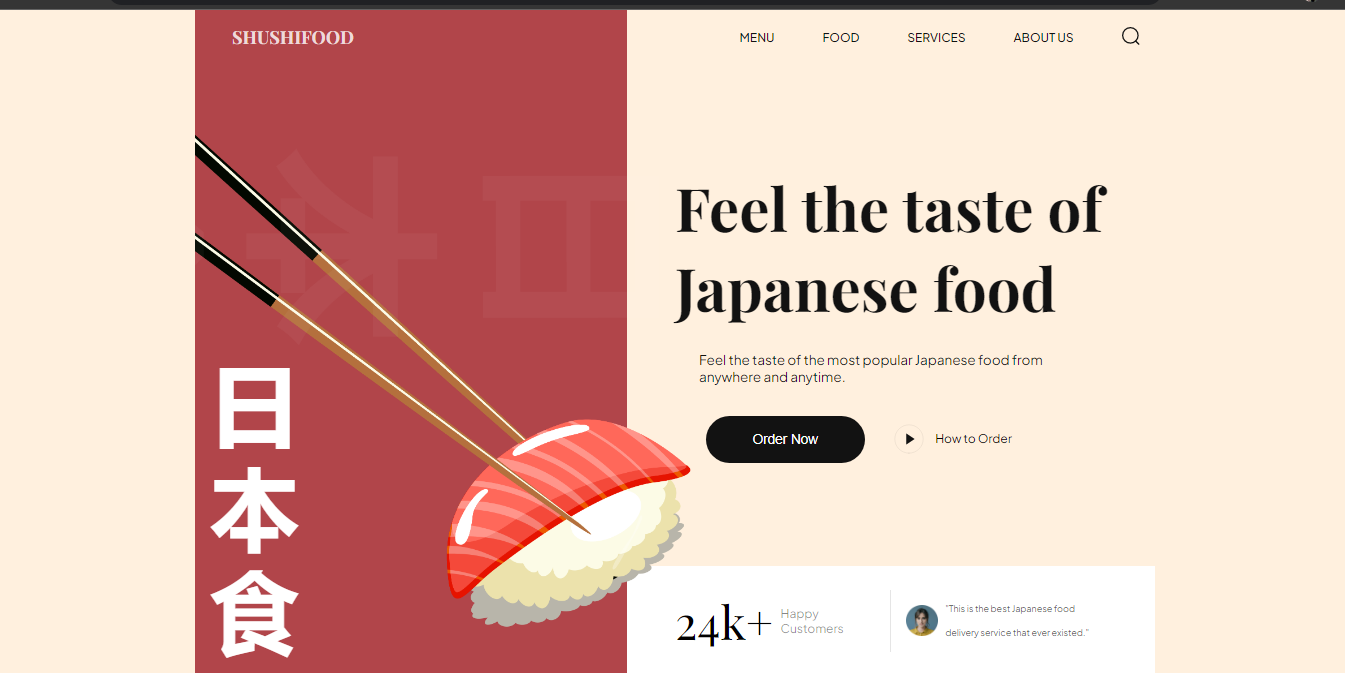 SHUSHIFOOD
MENU FOOD SERVICES ABOUT US
Feel the taste of
Japanese food
Feel the taste of the most popular Japanese food from
anywhere and anytime.
Order Now
How to Order
日
本
食
24k+
Happy
Customers
"This is the best Japanese food
delivery service that ever existed."